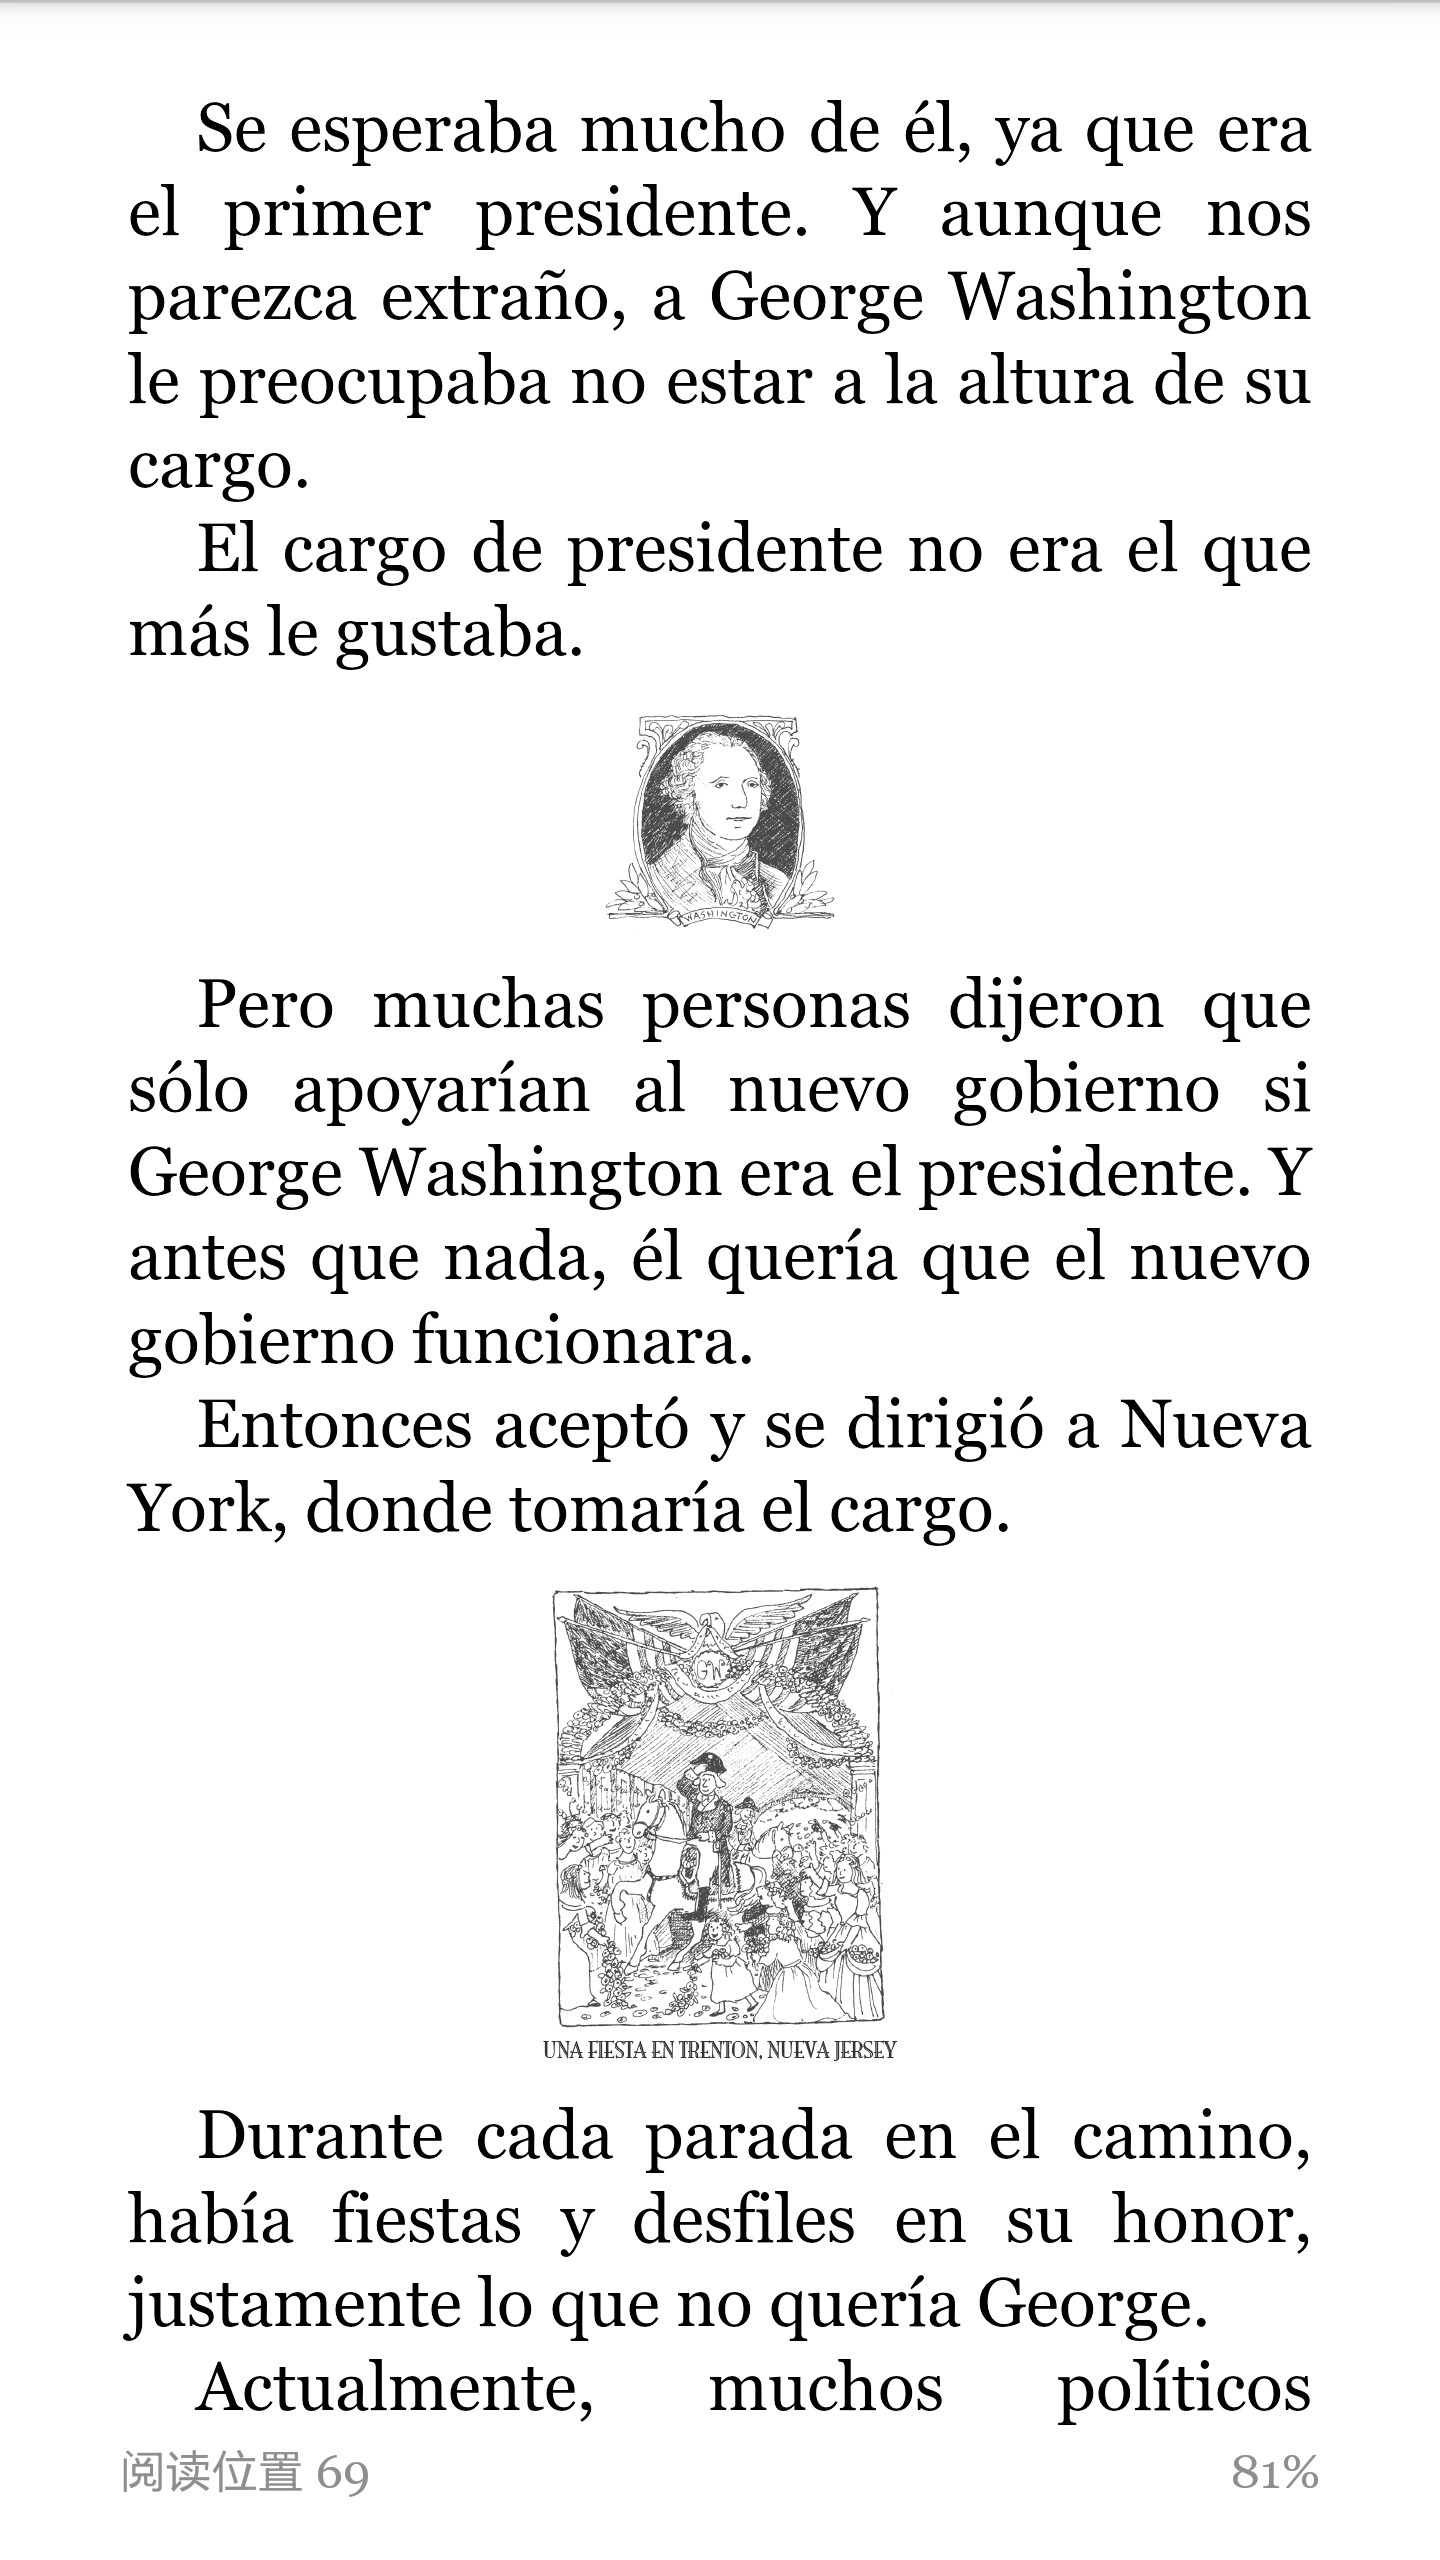 Se esperaba mucho de él, ya que era
el primer presidente. Y aunque nos
parezca extraño, a George Washington
le preocupaba no estar a la altura de su
cargo.
El cargo de presidente no era el que
más le gustaba.
WASHINGTON
Pero muchas personas dijeron que
sólo apoyarían al nuevo gobierno si
George Washington era el presidente. Y
antes que nada, él quería que el nuevo
gobierno funcionara.
Entonces aceptó y se dirigió a Nueva
York, donde tomaría el cargo.
GW
UNA FIESTA EN TRENTON, NUEVA JERSEY
Durante cada parada en el camino,
había fiestas y desfiles en su honor,
justamente lo que no quería George.
Actualmente, muchos políticos
阅读位置 69
81%